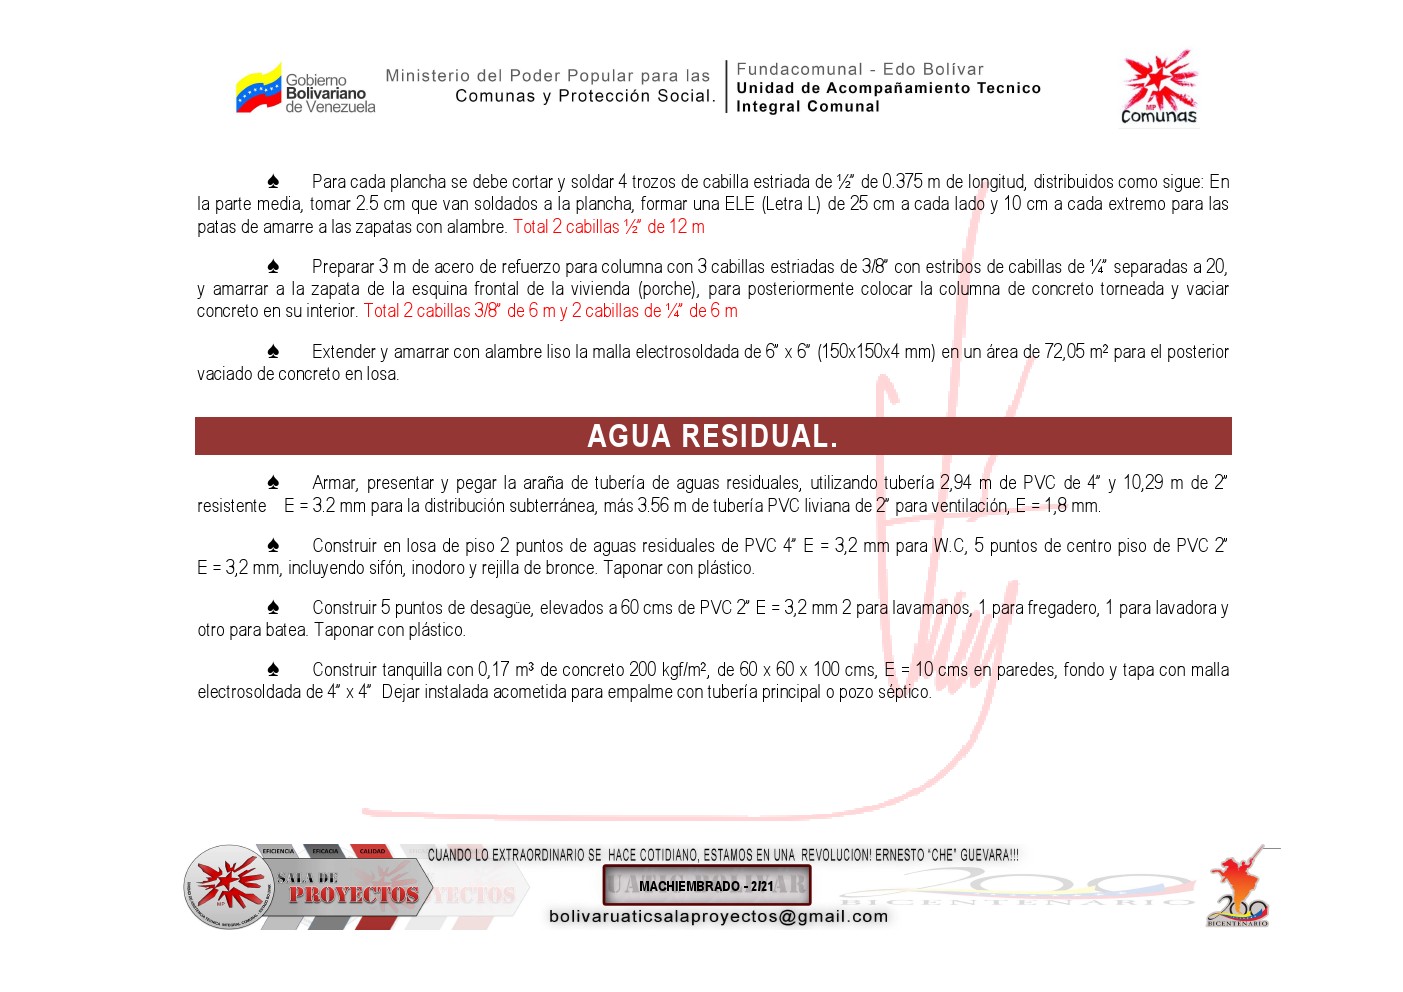 Gobierno
Bolivariano
de Venezuela
Ministerio del Poder Popular para las
Comunas y Protección Social.
Fundacomunal - Edo Bolívar
Unidad de Acompañamiento Tecnico
Integral Comunal
MP
Comunas
♠ Para cada plancha se debe cortar y soldar 4 trozos de cabilla estriada de ½” de 0.375 m de longitud, distribuidos como sigue: En
la parte media, tomar 2.5 cm que van soldados a la plancha, formar una ELE (Letra L) de 25 cm a cada lado y 10 cm a cada extremo para las
patas de amarre a las zapatas con alambre. Total 2 cabillas ½” de 12 m
♠ Preparar 3 m de acero de refuerzo para columna con 3 cabillas estriadas de 3/8” con estribos de cabillas de ¼” separadas a 20,
y amarrar a la zapata de la esquina frontal de la vivienda (porche), para posteriormente colocar la columna de concreto torneada y vaciar
concreto en su interior. Total 2 cabillas 3/8” de 6 m y 2 cabillas de ¼” de 6 m
♠ Extender y amarrar con alambre liso la malla electrosoldada de 6” x 6” (150x150x4 mm) en un área de 72,05 m² para el posterior
vaciado de concreto en losa.
AGUA RESIDUAL.
♠ Armar, presentar y pegar la araña de tubería de aguas residuales, utilizando tubería 2,94 m de PVC de 4” y 10,29 m de 2”
resistente E = 3.2 mm para la distribución subterránea, más 3.56 m de tubería PVC liviana de 2” para ventilación, E = 1,8 mm.
♠ Construir en losa de piso 2 puntos de aguas residuales de PVC 4” E = 3,2 mm para W.C, 5 puntos de centro piso de PVC 2”
E = 3,2 mm, incluyendo sifón, inodoro y rejilla de bronce. Taponar con plástico.
♠ Construir 5 puntos de desagüe, elevados a 60 cms de PVC 2” E = 3,2 mm 2 para lavamanos, 1 para fregadero, 1 para lavadora y
otro para batea. Taponar con plástico.
♠ Construir tanquilla con 0,17 m³ de concreto 200 kgf/m², de 60 x 60 x 100 cms, E = 10 cms en paredes, fondo y tapa con malla
electrosoldada de 4” x 4” Dejar instalada acometida para empalme con tubería principal o pozo séptico.
EFICIENCIA EFICACIA CALIDAD
SALA DE
PROYECTOS
CUANDO LO EXTRAORDINARIO SE HACE COTIDIANO, ESTAMOS EN UNA REVOLUCION! ERNESTO “CHE” GUEVARA!!!
MACHIEMBRADO - 2/21
bolivaruaticsalaproyectos@gmail.com
200
BICENTENARIO
200
BICENTENARIO